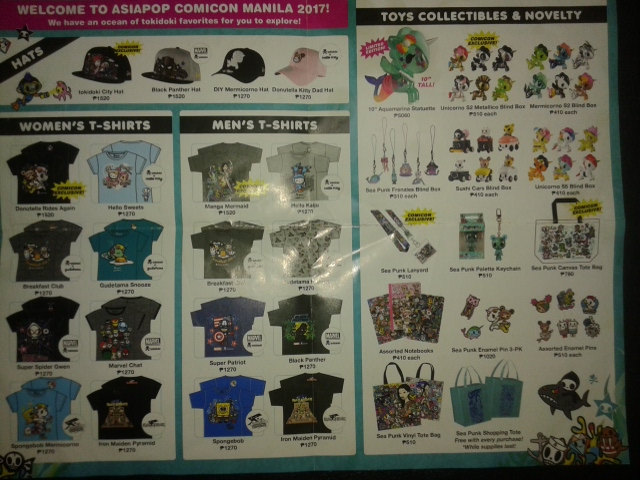 WELCOME TO ASIAPOP COMICON MANILA 2017!
We have an ocean of tokidoki favorites for you to explore!
HATS
COMICON EXCLUSIVE!
tokidoki City Hat
₱1520
MARVEL
Black Panther Hat
₱1520
DIY Mermicorno Hat
₱1270
Donutella Kitty Dad Hat
₱1270
WOMEN'S T-SHIRTS
COMICON EXCLUSIVE!
Donutella Rides Again
₱1520
Hello Sweets
₱1270
Breakfast Club
₱1270
Gudetama Snooze
₱1270
Super Spider Gwen
₱1270
MARVEL
Marvel Chat
₱1270
Spongebob Mermicorno
₱1270
Iron Maiden Pyramid
₱1270
MEN'S T-SHIRTS
Manga Mermaid
₱1520
Hello Kaiju
₱1270
Breakfast
₱1270
₱1270
Super Patriot
₱1270
MARVEL
Black Panther
₱1270
MARVEL
Spongebob
₱1270
Iron Maiden Pyramid
₱1270
TOYS COLLECTIBLES & NOVELTY
LIMITED EDITION!
10" TALL!
10" Aquamarina Statuette
₱5060
COMICON EXCLUSIVE!
Unicorno S2 Metallico Blind Box
₱510 each
Mermicorno S2 Blind Box
₱410 each
Sea Punk Frenzies Blind Box
₱310 each
Sushi Cars Blind Box
₱410 each
Unicorno S5 Blind Box
₱410 each
COMICON EXCLUSIVE!
Sea Punk Lanyard
₱510
Sea Punk Palette Keychain
₱510
COMICON EXCLUSIVE!
Sea Punk Canvas Tote Bag
₱760
Assorted Notebooks
₱410 each
Sea Punk Enamel Pin 3-PK
₱1020
Assorted Enamel Pins
₱510 each
Sea Punk Vinyl Tote Bag
₱510
Sea Punk Shopping Tote
Free with every purchase!
*While supplies last!